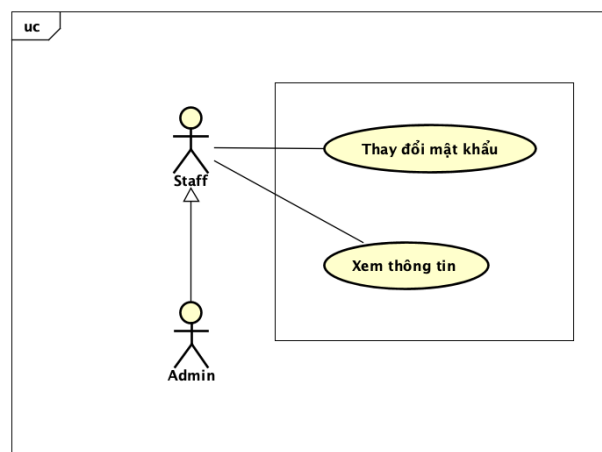 uc
Thay đổi mật khẩu
Staff
Xem thông tin
Admin